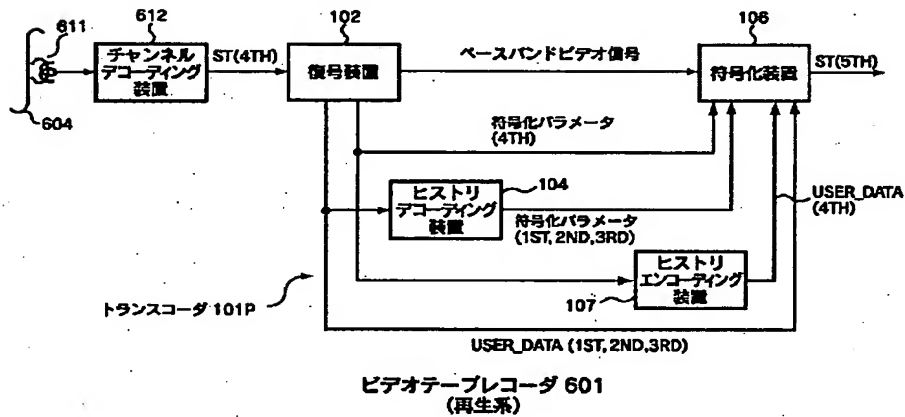 611
612
102
106
チャンネル
デコーディング
装置
ST(4TH)
復号装置
ベースバンドビデオ信号
符号化装置
ST(5TH)
604
符号化パラメータ
(4TH)
ヒストリ
デコーディング
装置
104
USER_DATA
(4TH)
符号化パラメータ
(1ST, 2ND, 3RD)
ヒストリ
エンコーディング
装置
107
トランスコーダ 101P
USER_DATA (1ST, 2ND, 3RD)
ビデオテープレコーダ 601
(再生系)